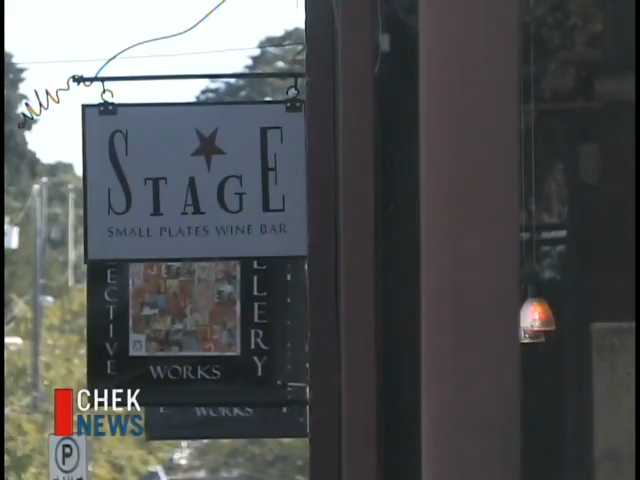 STAGE
SMALL PLATES WINE BAR
ECTIVE
LLERY
WORKS
WORKS
CHEK
NEWS
P